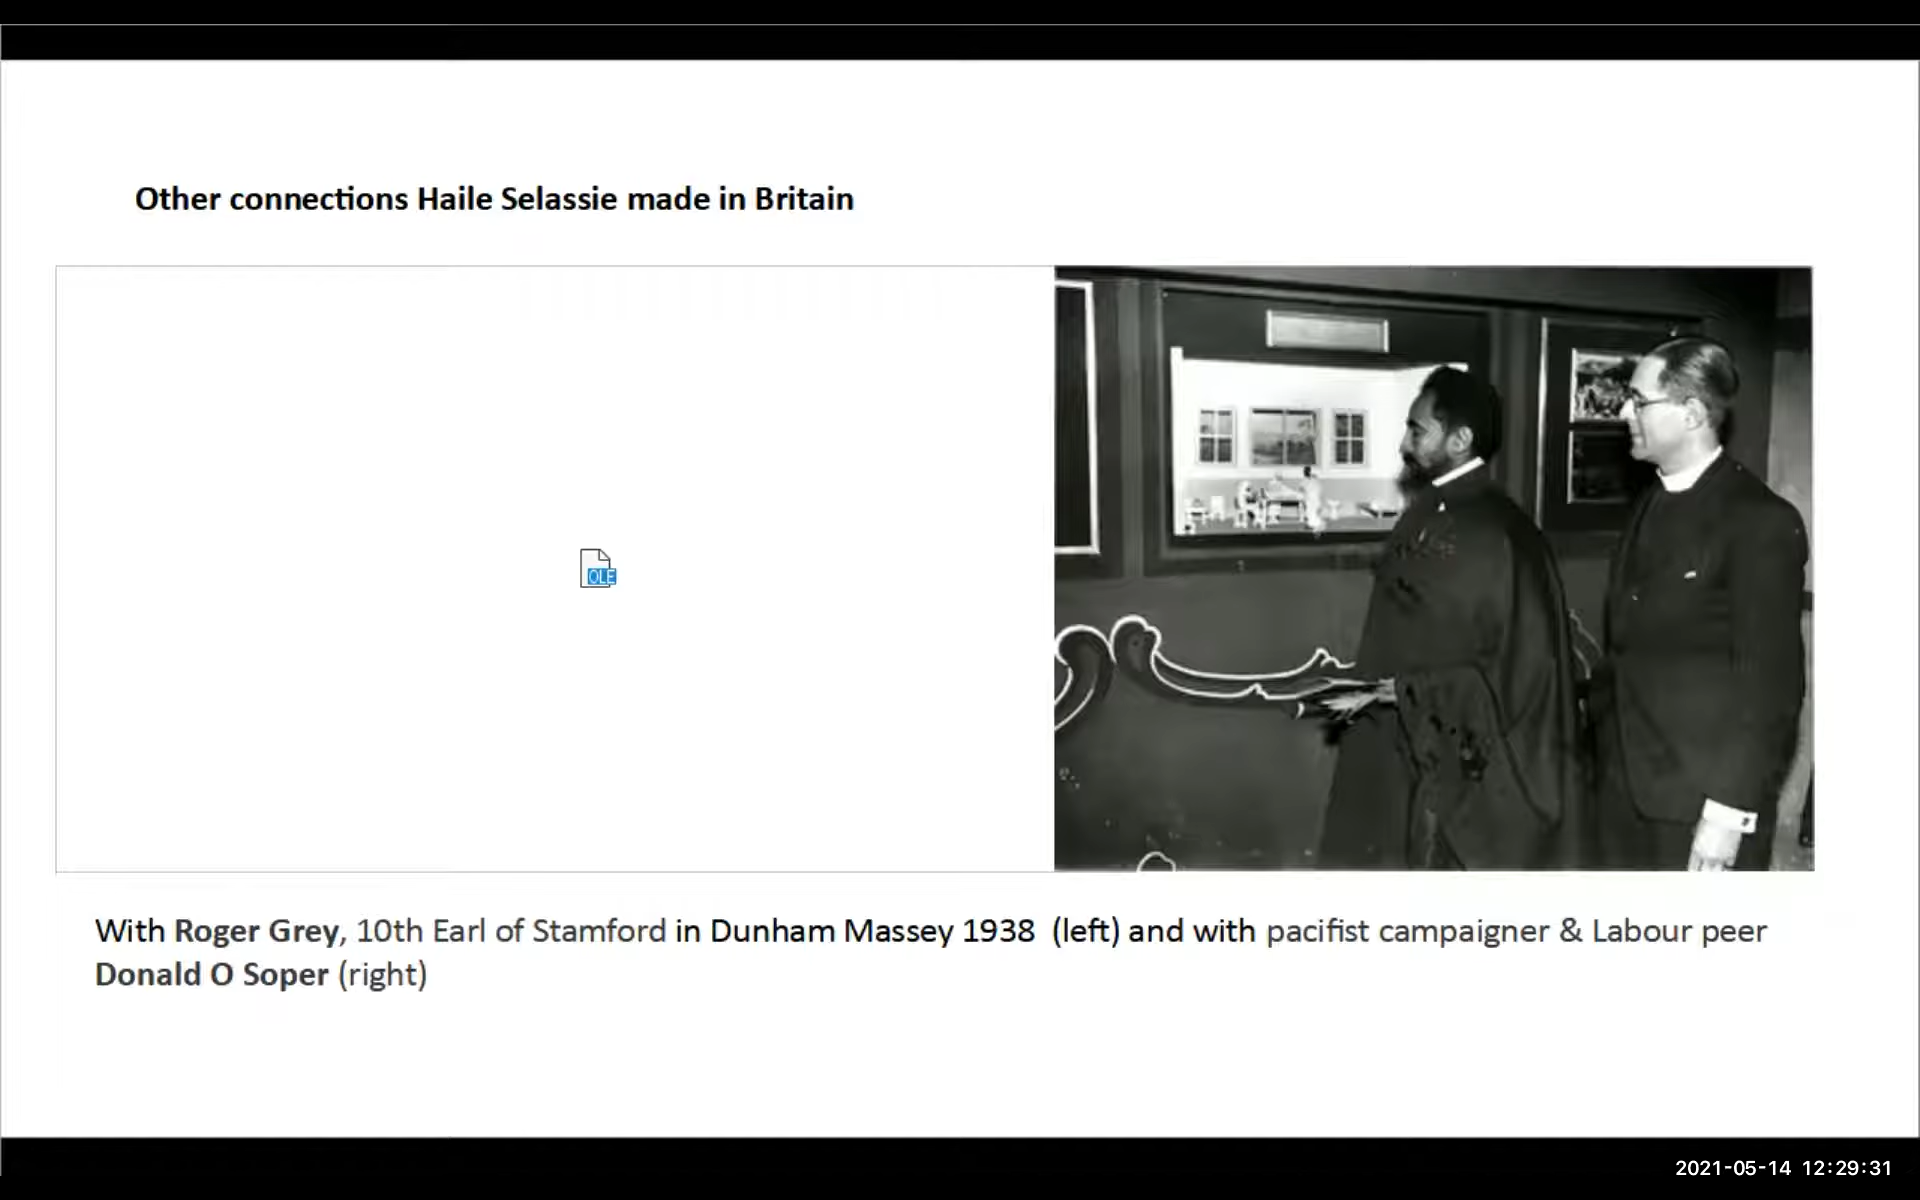 Other connections Haile Selassie made in Britain
OLE
With Roger Grey, 10th Earl of Stamford in Dunham Massey 1938 (left) and with pacifist campaigner & Labour peer
Donald O Soper (right)
2021-05-14 12:29:31